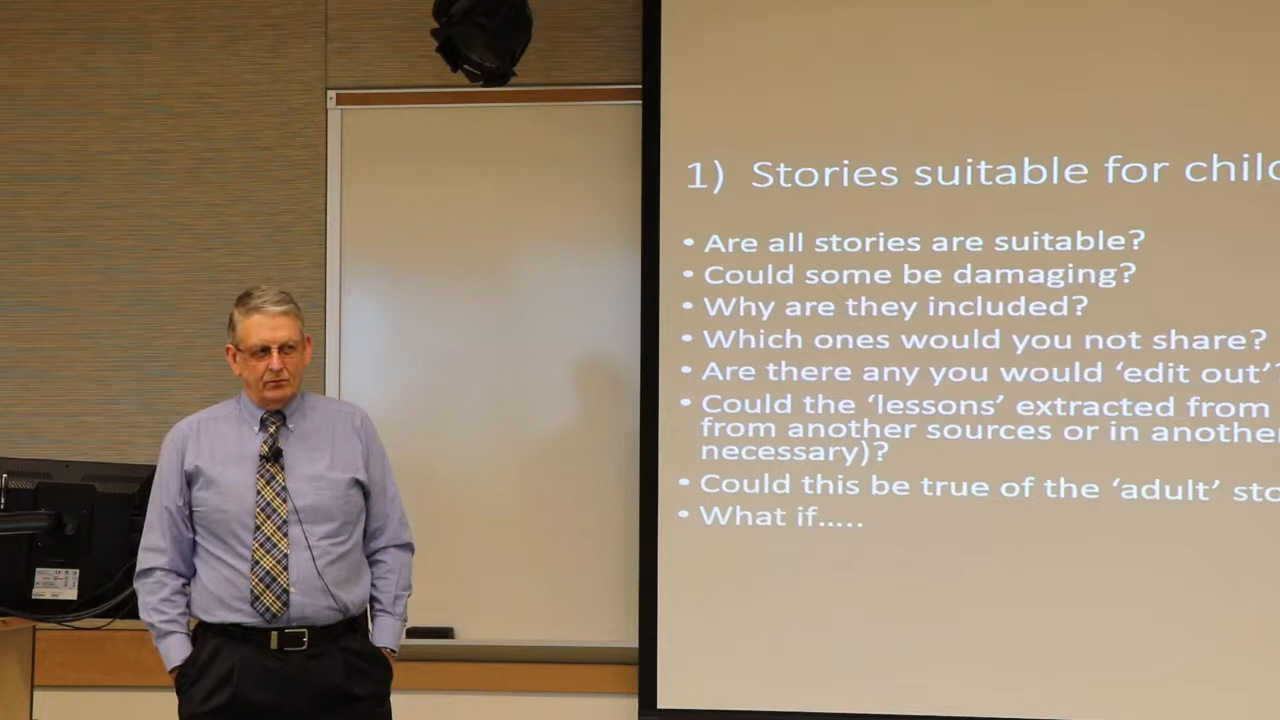 1) Stories suitable for chil
• Are all stories are suitable?
• Could some be damaging?
• Why are they included?
• Which ones would you not share?
• Are there any you would ‘edit out’?
• Could the ‘lessons’ extracted from
from another sources or in another
necessary)?
• Could this be true of the ‘adult’ sto
• What if.....